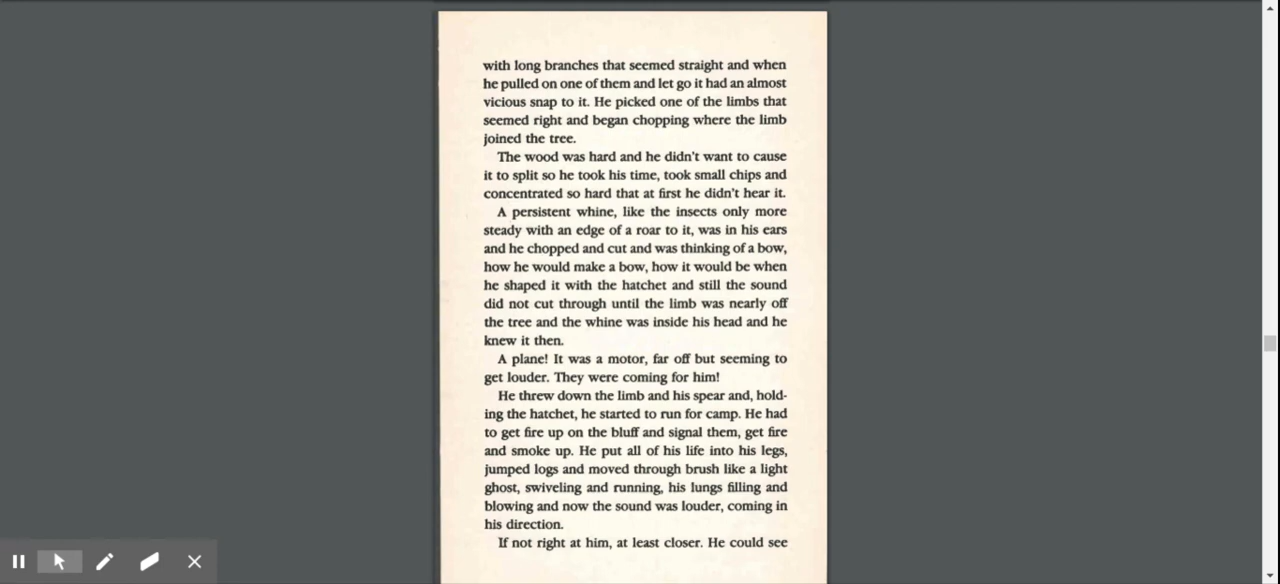 with long branches that seemed straight and when
he pulled on one of them and let go it had an almost
vicious snap to it. He picked one of the limbs that
seemed right and began chopping where the limb
joined the tree.
The wood was hard and he didn't want to cause
it to split so he took his time, took small chips and
concentrated so hard that at first he didn't hear it.
A persistent whine, like the insects only more
steady with an edge of a roar to it, was in his ears
and he chopped and cut and was thinking of a bow,
how he would make a bow, how it would be when
he shaped it with the hatchet and still the sound
did not cut through until the limb was nearly off
the tree and the whine was inside his head and he
knew it then.
A plane! It was a motor, far off but seeming to
get louder. They were coming for him!
He threw down the limb and his spear and, hold-
ing the hatchet, he started to run for camp. He had
to get fire up on the bluff and signal them, get fire
and smoke up. He put all of his life into his legs,
jumped logs and moved through brush like a light
ghost, swiveling and running, his lungs filling and
blowing and now the sound was louder, coming in
his direction.
If not right at him, at least closer. He could see